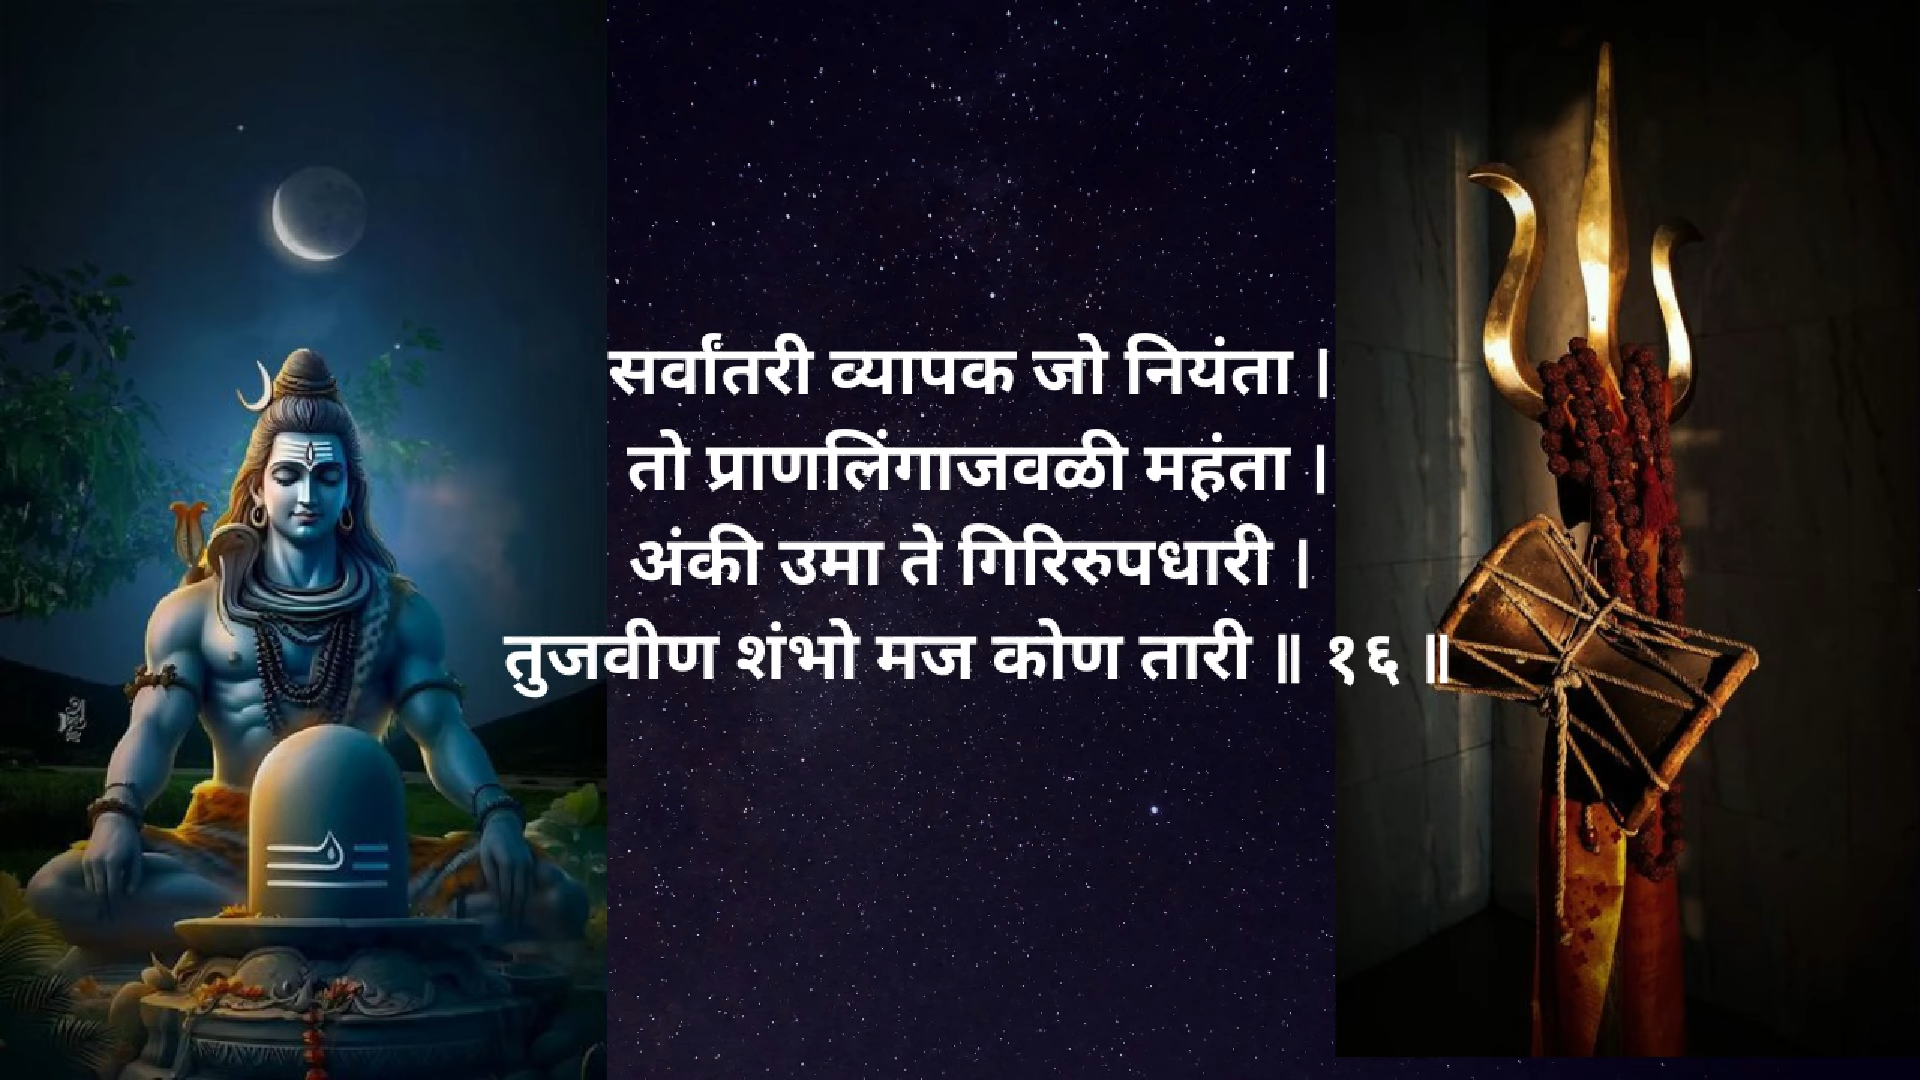 सर्वांतरी व्यापक जो नियंता |
तो प्राणलिंगाजवळी महंता |
अंकी उमा ते गिरिरुपधारी |
तुजवीण शंभो मज कोण तारी ॥ १६ ॥